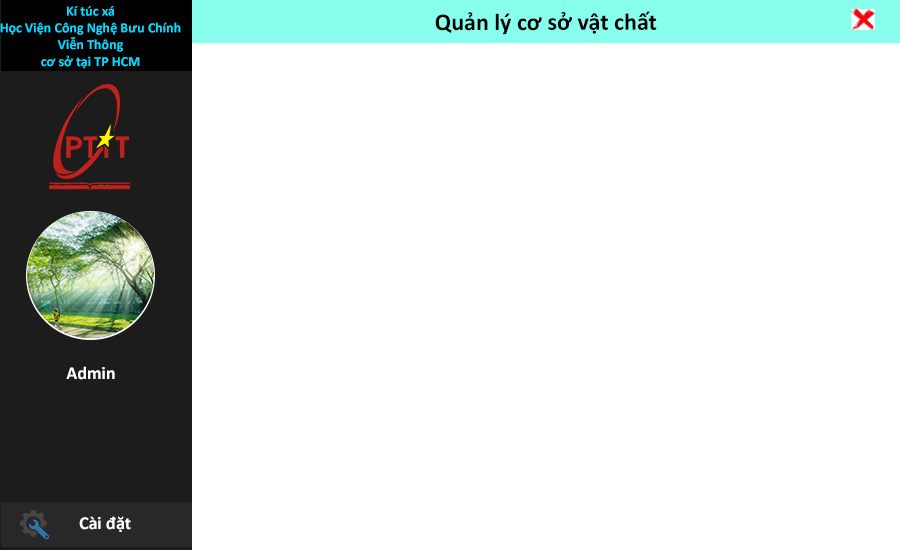 Kí túc xá
Học Viện Công Nghệ Bưu Chính
Viễn Thông
cơ sở tại TP HCM
Quản lý cơ sở vật chất
PTIT
Admin
Cài đặt